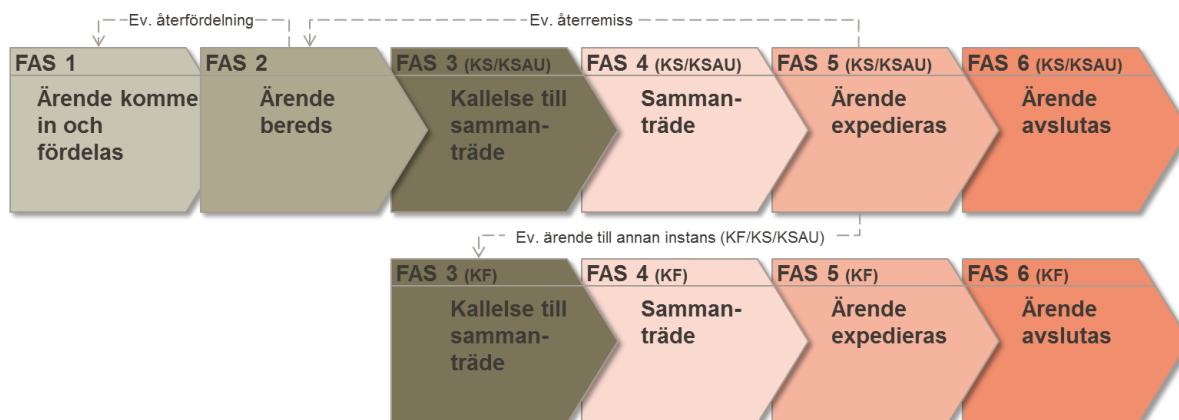 Ev. återfördelning
Ev. återremiss
FAS 1
Ärende komme
in och
fördelas
FAS 2
Ärende
bereds
FAS 3 (KS/KSAU)
Kallelse till
samman-
träde
FAS 4 (KS/KSAU)
Samman-
träde
FAS 5 (KS/KSAU)
Ärende
expedieras
FAS 6 (KS/KSAU)
Ärende
avslutas
Ev. ärende till annan instans (KF/KS/KSAU)
FAS 3 (KF)
Kallelse till
samman-
träde
FAS 4 (KF)
Samman-
träde
FAS 5 (KF)
Ärende
expedieras
FAS 6 (KF)
Ärende
avslutas